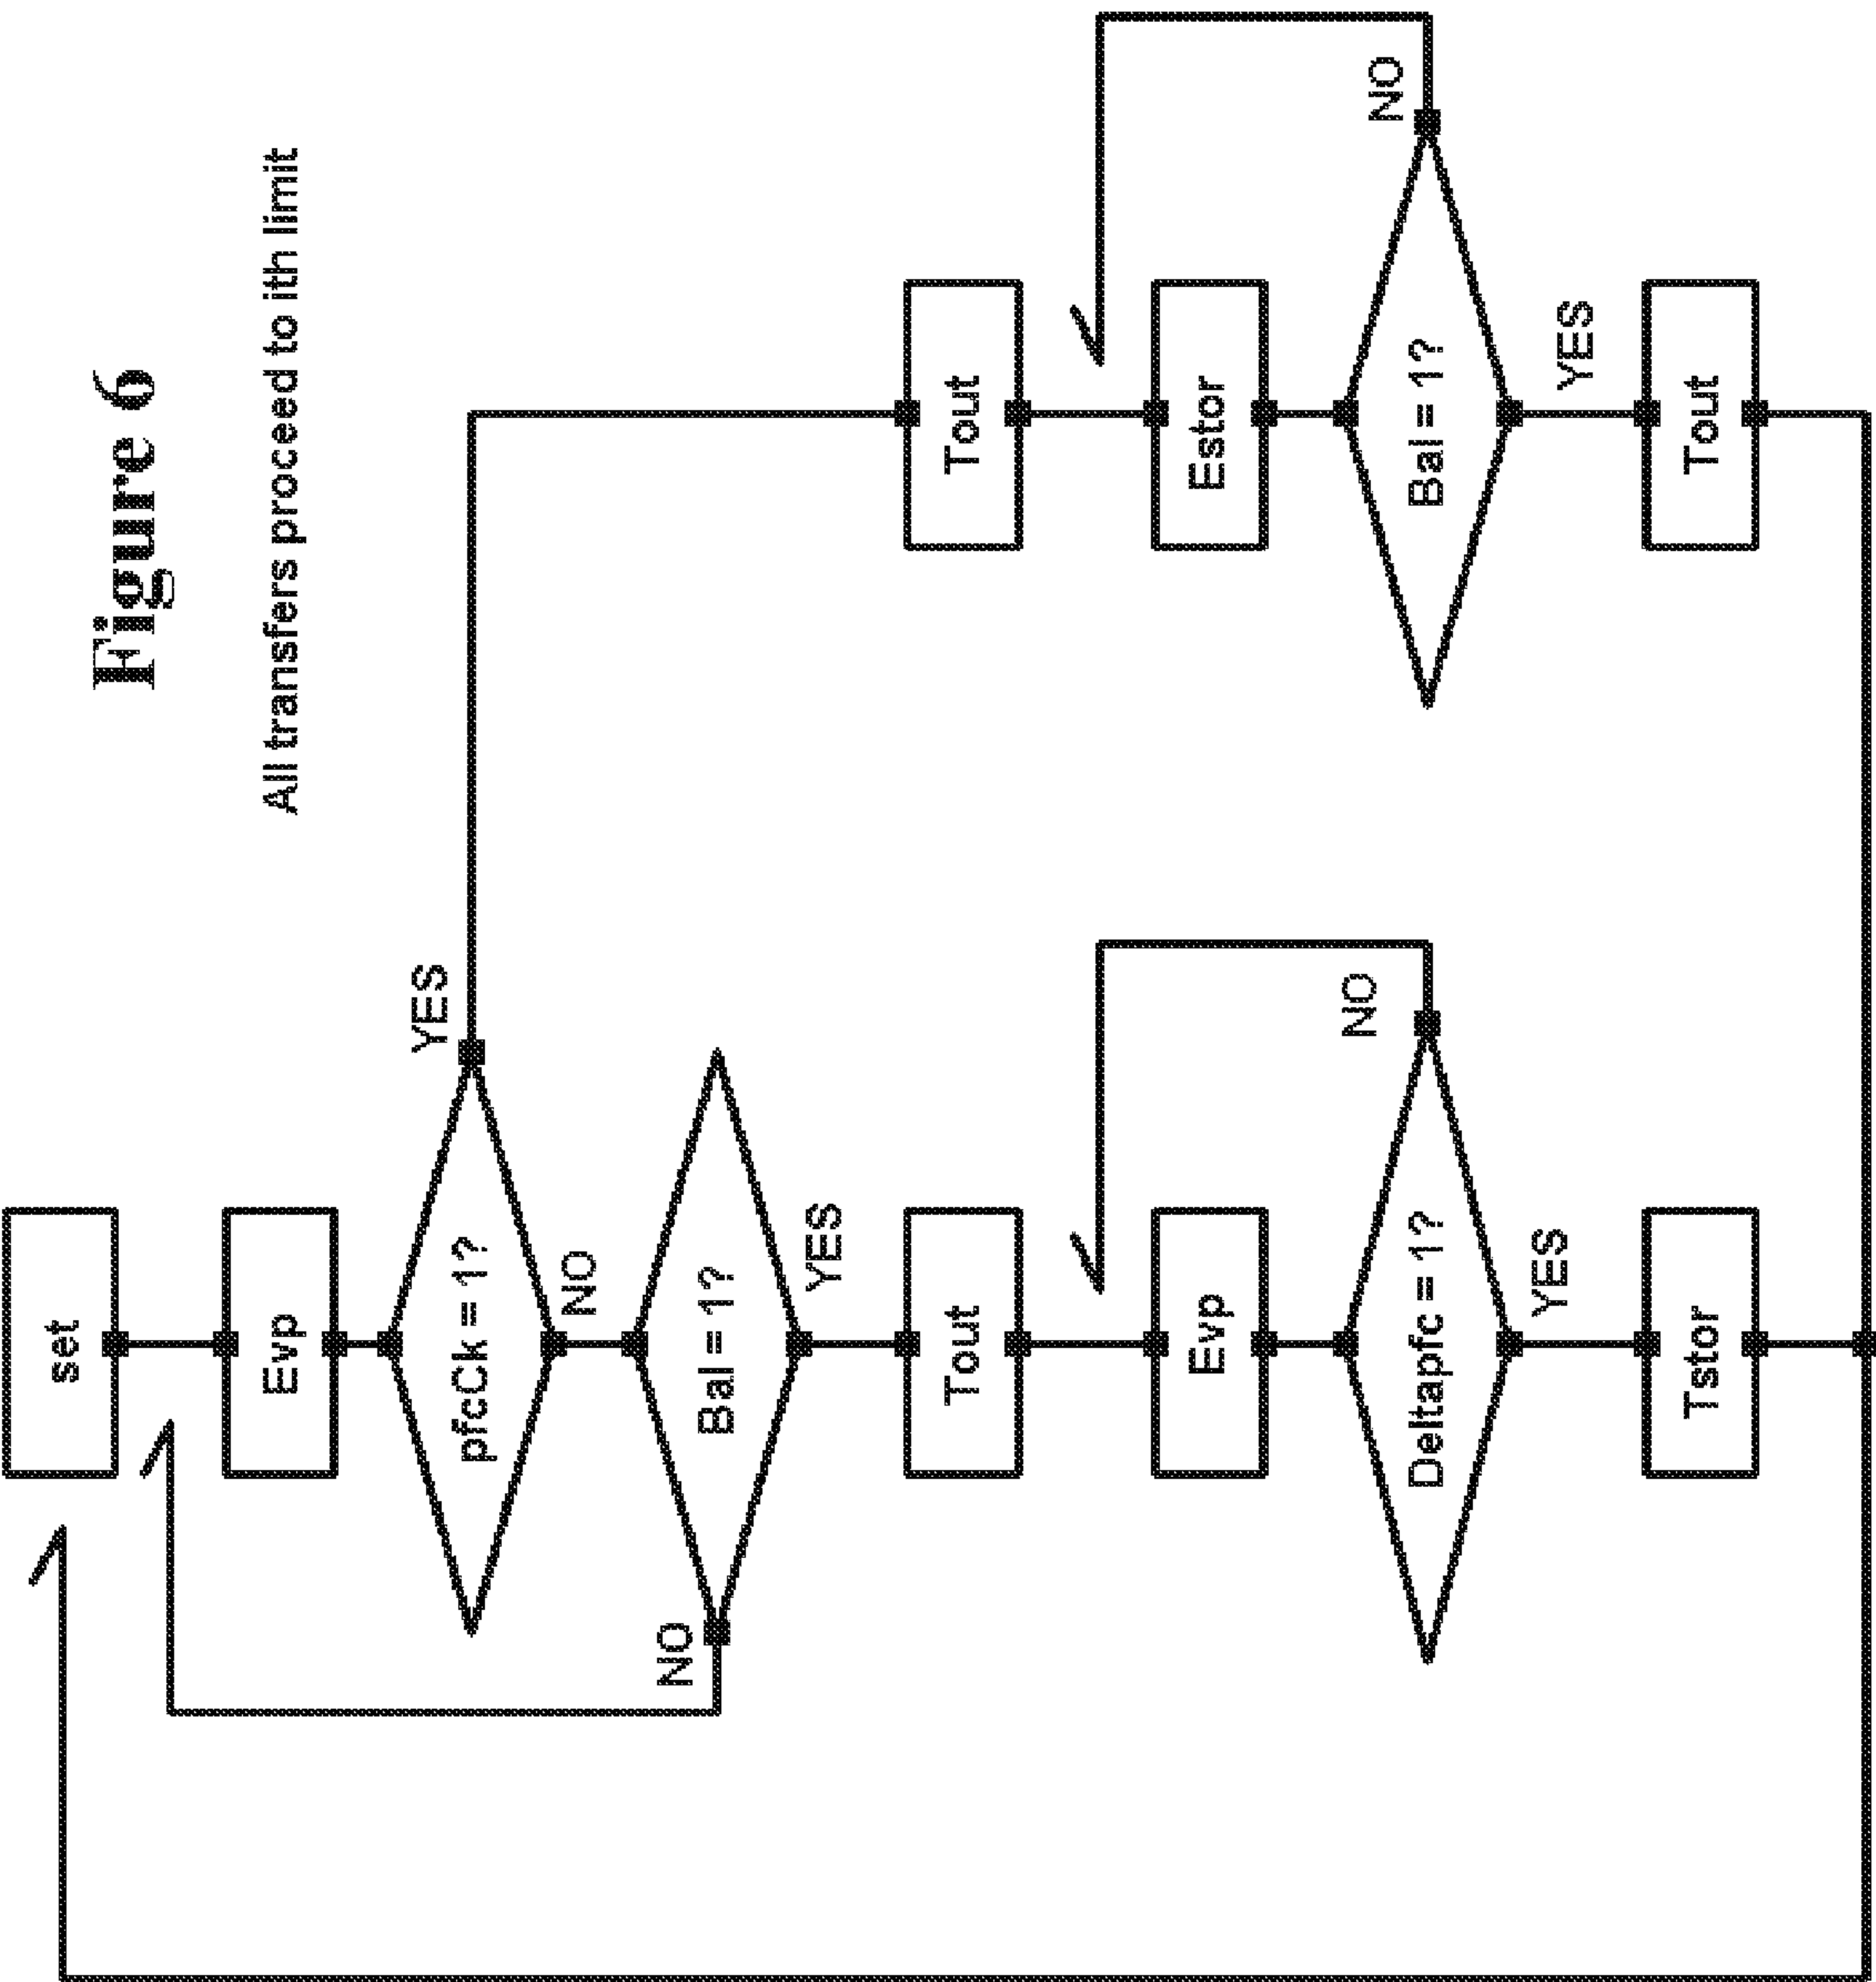 Figure 6
All transfers proceed to ith limit
set
Evp
pfcCk = 1?
YES
NO
Bal = 1?
NO
YES
Tout
Evp
Deltapfc = 1?
NO
YES
Tstor
Tout
Estor
Bal = 1?
NO
YES
Tout